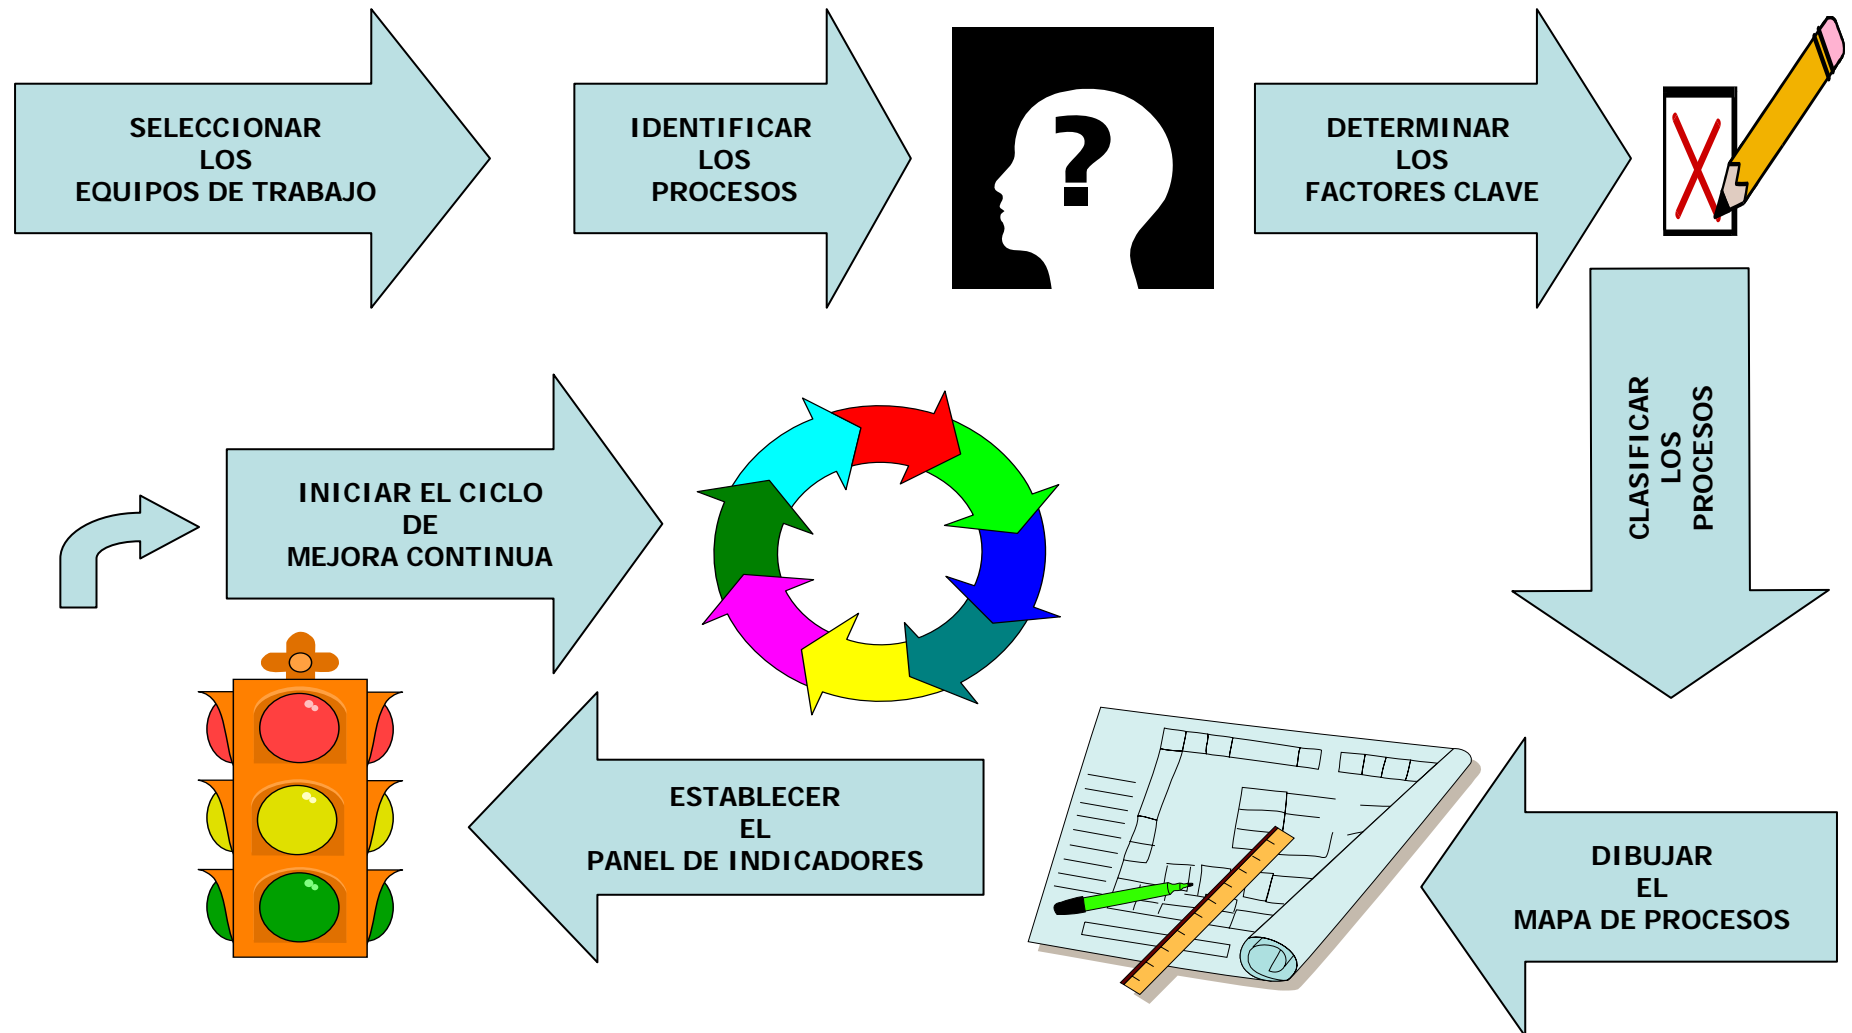 SELECCIONAR
LOS
EQUIPOS DE TRABAJO
IDENTIFICAR
LOS
PROCESOS
?
DETERMINAR
LOS
FACTORES CLAVE
CLASIFICAR
LOS
PROCESOS
DIBUJAR
EL
MAPA DE PROCESOS
ESTABLECER
EL
PANEL DE INDICADORES
INICIAR EL CICLO
DE
MEJORA CONTINUA